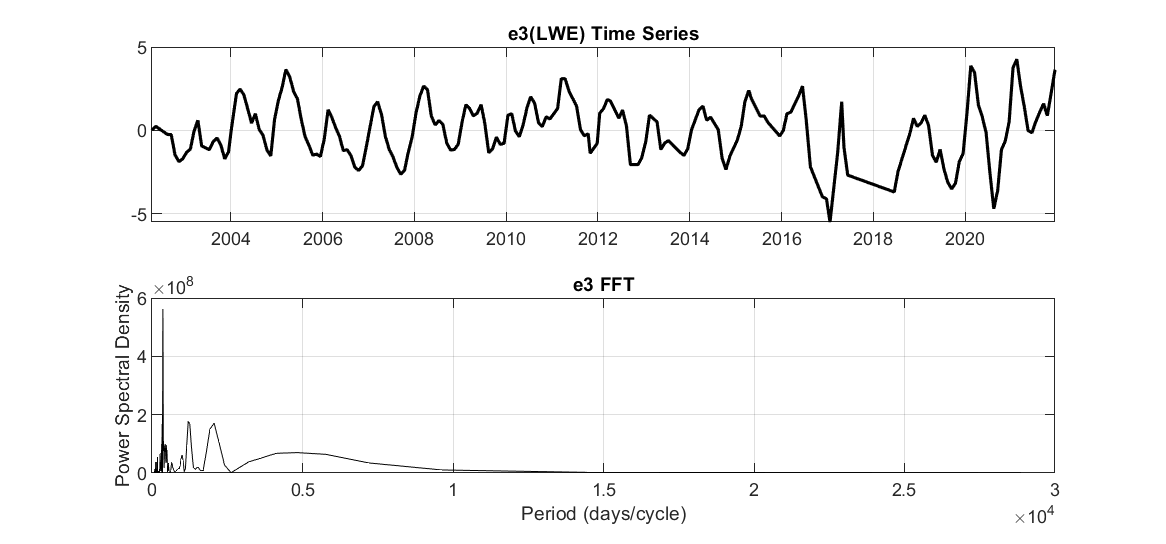 e3(LWE) Time Series
5
0
-5
2004 2006 2008 2010 2012 2014 2016 2018 2020
e3 FFT
×10^8
Power Spectral Density
6
4
2
0
0 0.5 1 1.5 2 2.5 3
Period (days/cycle)
×10^4